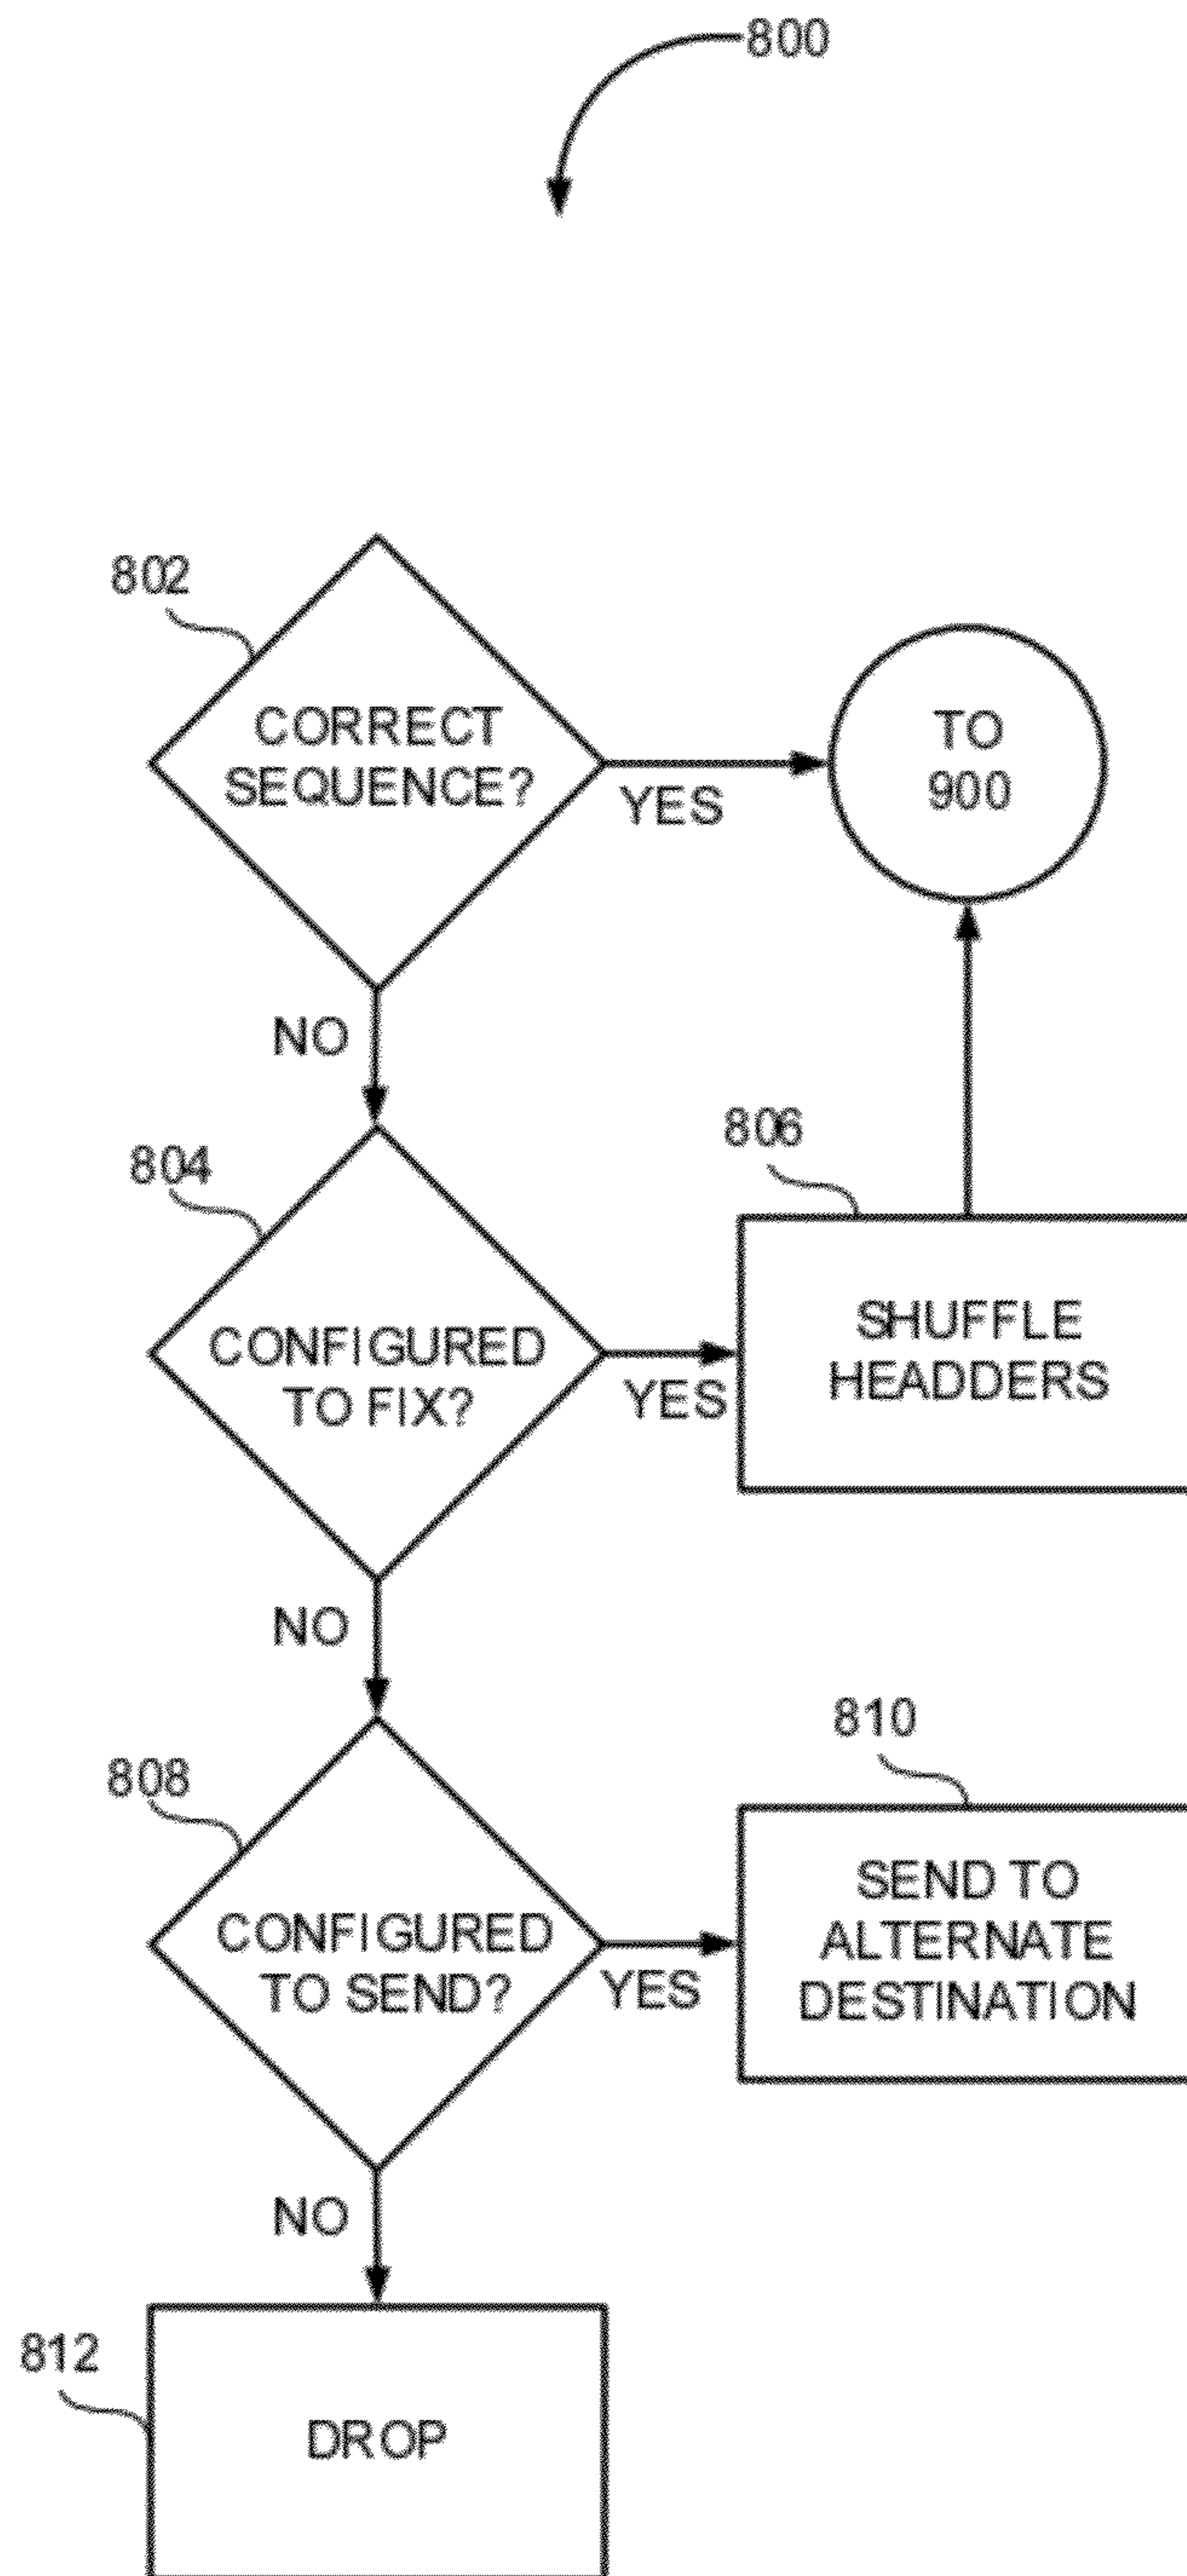 800
802
CORRECT
SEQUENCE?
YES
TO
900
NO
804
CONFIGURED
TO FIX?
YES
806
SHUFFLE
HEADDERS
NO
808
CONFIGURED
TO SEND?
YES
810
SEND TO
ALTERNATE
DESTINATION
NO
812
DROP